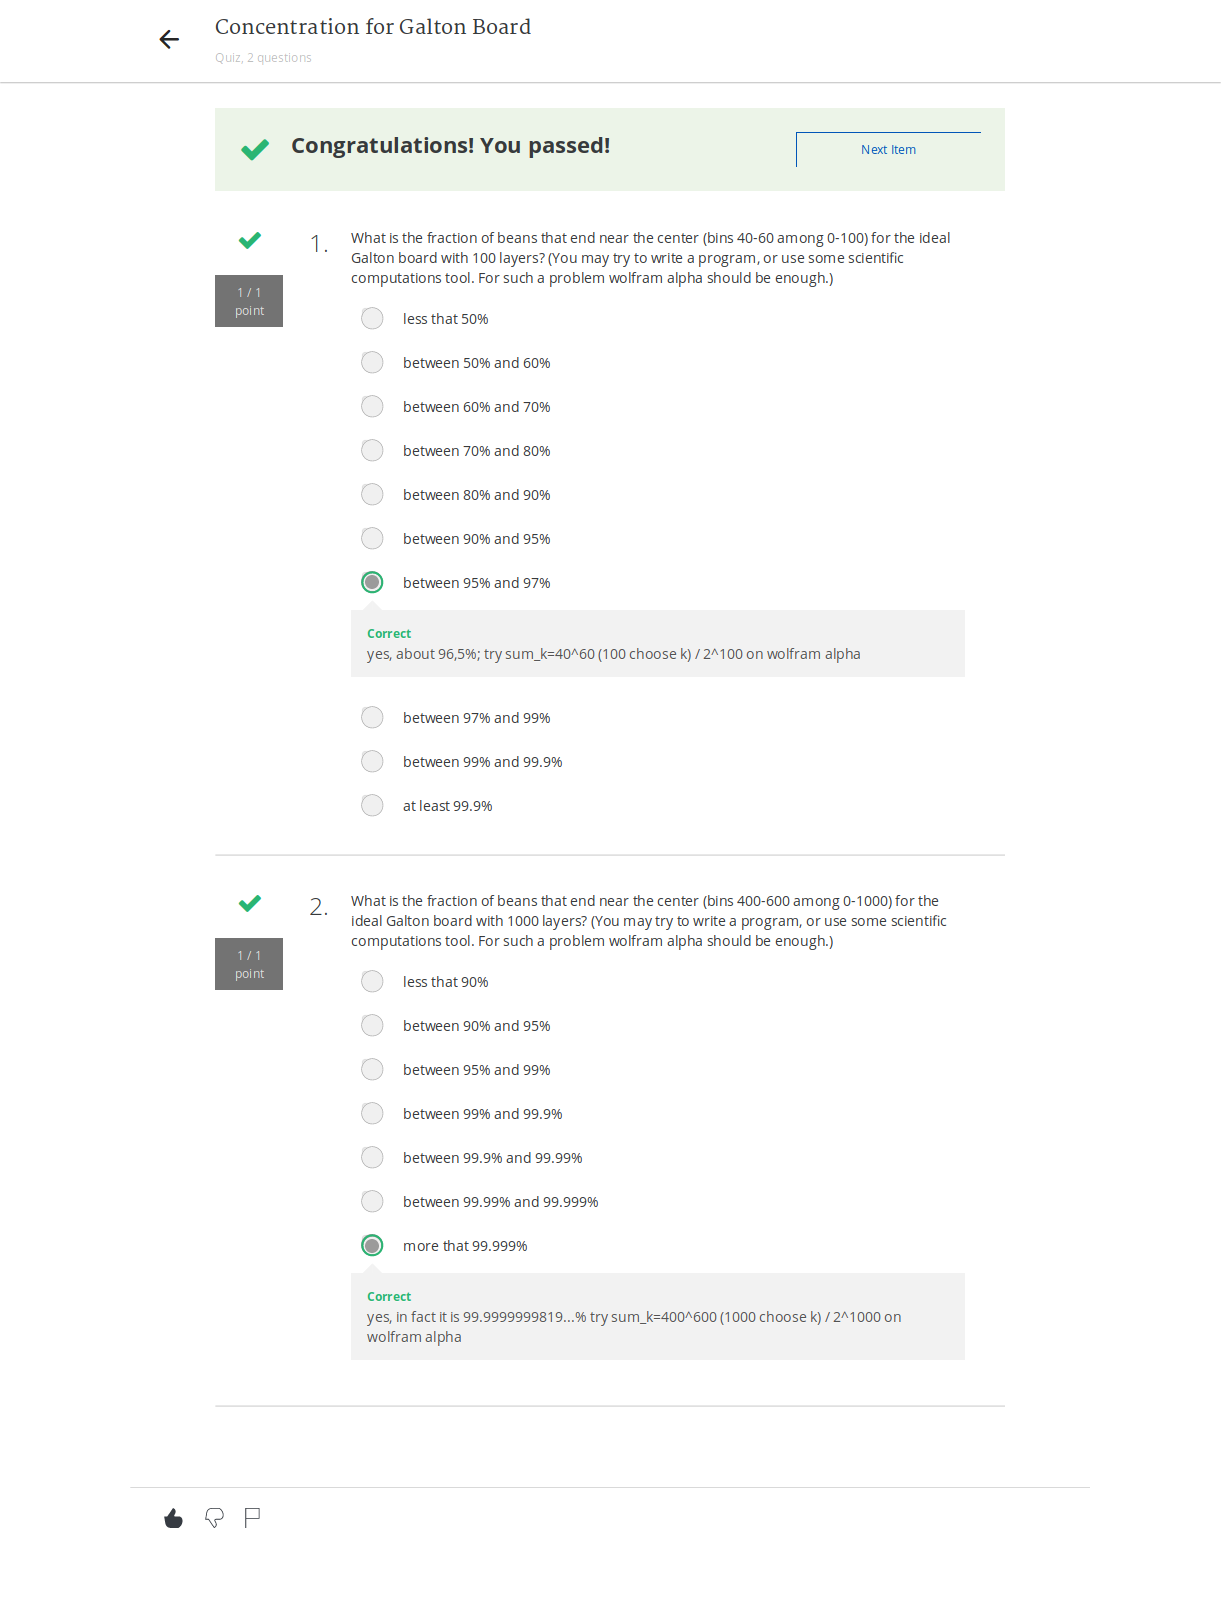 Concentration for Galton Board
Quiz, 2 questions
Congratulations! You passed!
Next Item
1 / 1
point
1.
What is the fraction of beans that end near the center (bins 40-60 among 0-100) for the ideal
Galton board with 100 layers? (You may try to write a program, or use some scientific
computations tool. For such a problem wolfram alpha should be enough.)
less that 50%
between 50% and 60%
between 60% and 70%
between 70% and 80%
between 80% and 90%
between 90% and 95%
between 95% and 97%
Correct
yes, about 96,5%; try sum_k=40^60 (100 choose k) / 2^100 on wolfram alpha
between 97% and 99%
between 99% and 99.9%
at least 99.9%
1 / 1
point
2.
What is the fraction of beans that end near the center (bins 400-600 among 0-1000) for the
ideal Galton board with 1000 layers? (You may try to write a program, or use some scientific
computations tool. For such a problem wolfram alpha should be enough.)
less that 90%
between 90% and 95%
between 95% and 99%
between 99% and 99.9%
between 99.9% and 99.99%
between 99.99% and 99.999%
more that 99.999%
Correct
yes, in fact it is 99.9999999819...% try sum_k=400^600 (1000 choose k) / 2^1000 on
wolfram alpha